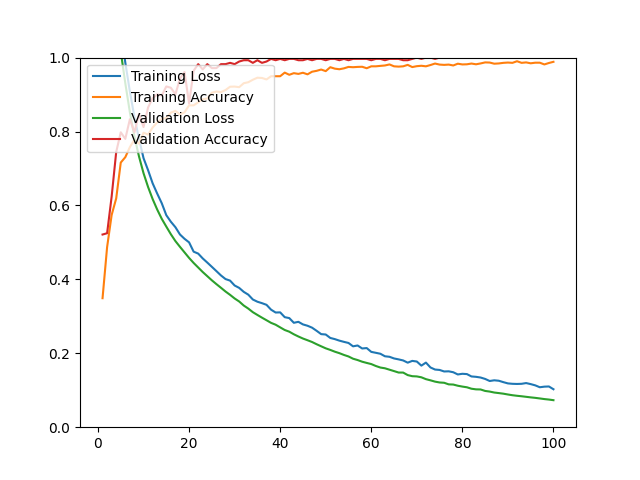 1.0
0.8
0.6
0.4
0.2
0.0
Training Loss
Training Accuracy
Validation Loss
Validation Accuracy
0 20 40 60 80 100